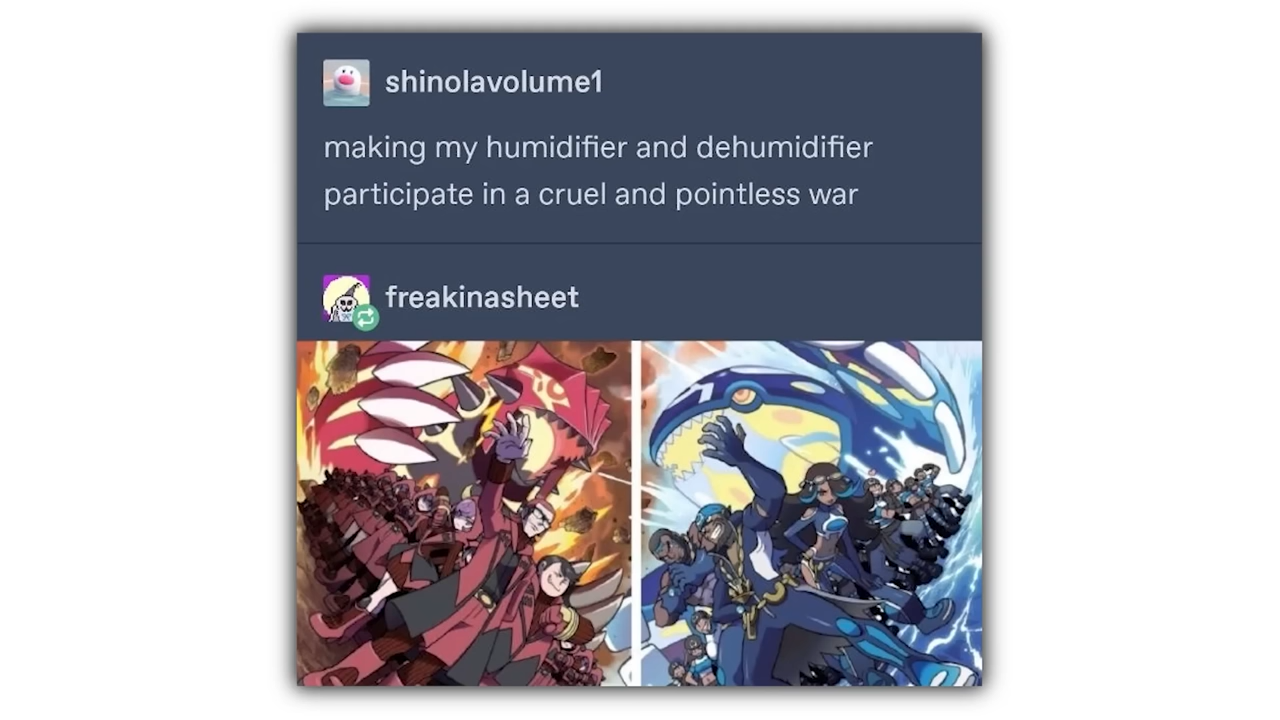 shinolavolume1
making my humidifier and dehumidifier
participate in a cruel and pointless war
freakinasheet